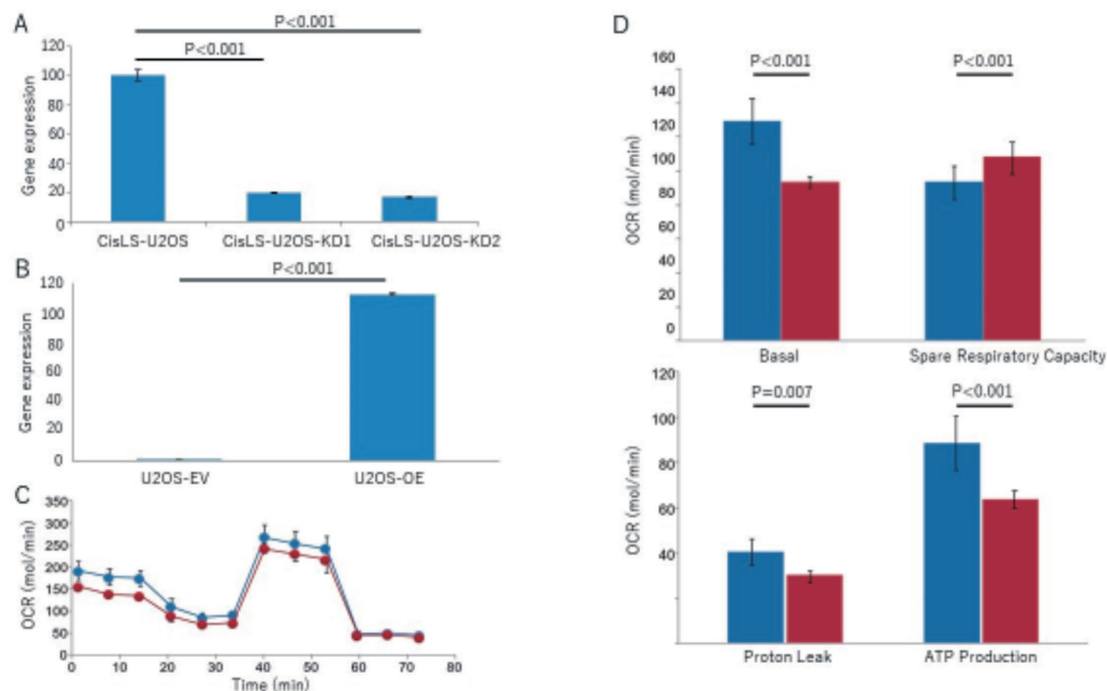 A
P<0.001
P<0.001
120
100
80
60
40
20
0
Gene expression
CisLS-U2OS CisLS-U2OS-KD1 CisLS-U2OS-KD2
B
P<0.001
120
100
80
60
40
20
0
Gene expression
U2OS-EV U2OS-OE
C
350
300
250
200
150
100
50
0
OCR (mol/min)
0 10 20 30 40 50 60 70 80
Time (min)
D
160
140
120
100
80
60
40
20
0
OCR (mol/min)
P<0.001 P<0.001
Basal Spare Respiratory Capacity
120
100
80
60
40
OCR (mol/min)
P=0.007 P<0.001
Proton Leak ATP Production